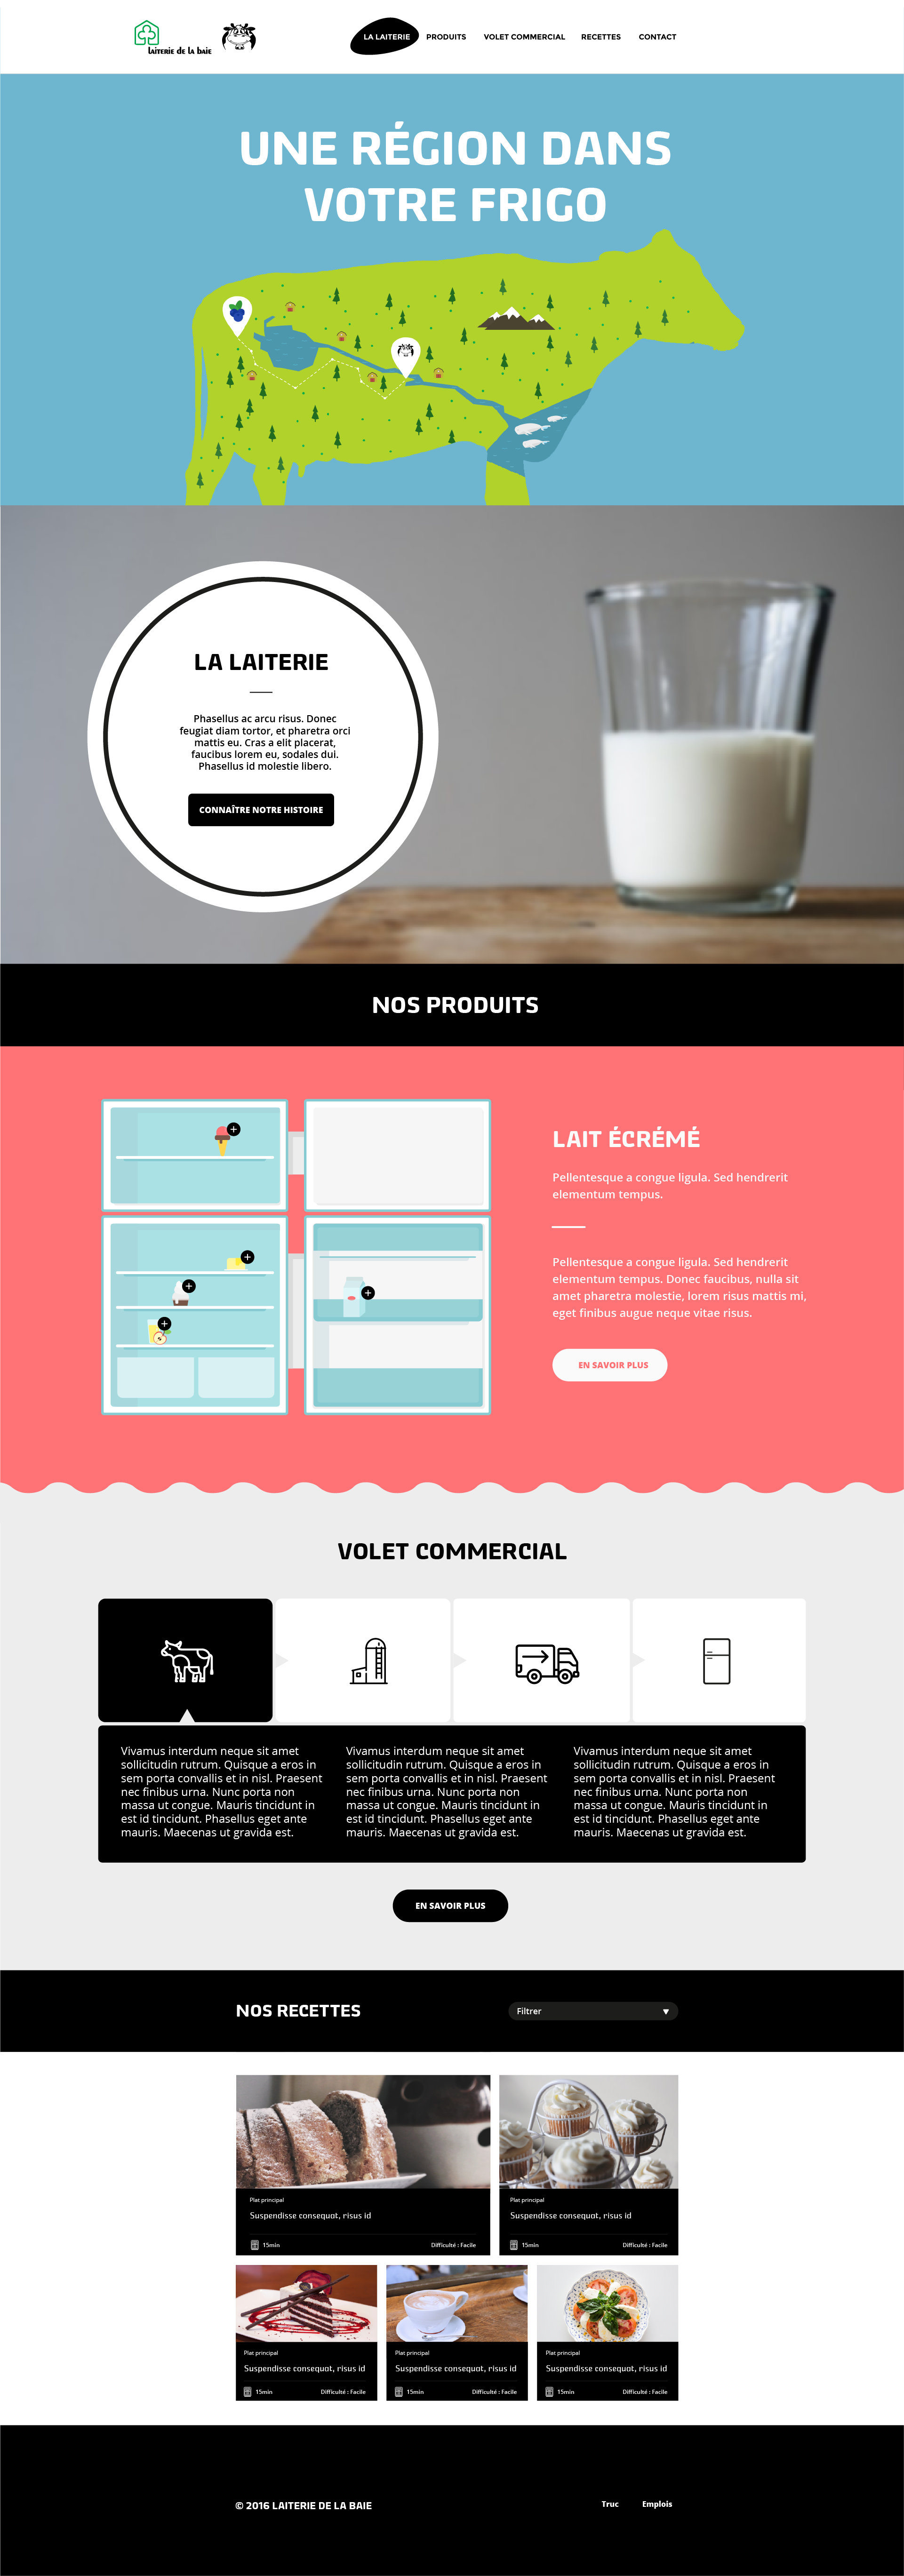 laiterie de la baie
LA LAITERIE
PRODUITS
VOLET COMMERCIAL
RECETTES
CONTACT
UNE RÉGION DANS
VOTRE FRIGO
LA LAITERIE
Phasellus ac arcu risus. Donec
feugiat diam tortor, et pharetra orci
mattis eu. Cras a elit placerat,
faucibus lorem eu, sodales dui.
Phasellus id molestie libero.
CONNAÎTRE NOTRE HISTOIRE
NOS PRODUITS
LAIT ÉCRÉMÉ
Pellentesque a congue ligula. Sed hendrerit
elementum tempus.
Pellentesque a congue ligula. Sed hendrerit
elementum tempus. Donec faucibus, nulla sit
amet pharetra molestie, lorem risus mattis mi,
eget finibus augue neque vitae risus.
EN SAVOIR PLUS
VOLET COMMERCIAL
Vivamus interdum neque sit amet
sollicitudin rutrum. Quisque a eros in
sem porta convallis et in nisl. Praesent
nec finibus urna. Nunc porta non
massa ut congue. Mauris tincidunt in
est id tincidunt. Phasellus eget ante
mauris. Maecenas ut gravida est.
Vivamus interdum neque sit amet
sollicitudin rutrum. Quisque a eros in
sem porta convallis et in nisl. Praesent
nec finibus urna. Nunc porta non
massa ut congue. Mauris tincidunt in
est id tincidunt. Phasellus eget ante
mauris. Maecenas ut gravida est.
Vivamus interdum neque sit amet
sollicitudin rutrum. Quisque a eros in
sem porta convallis et in nisl. Praesent
nec finibus urna. Nunc porta non
massa ut congue. Mauris tincidunt in
est id tincidunt. Phasellus eget ante
mauris. Maecenas ut gravida est.
EN SAVOIR PLUS
NOS RECETTES
Filtrer
Plat principal
Suspendisse consequat, risus id
15min
Difficulté : Facile
Plat principal
Suspendisse consequat, risus id
15min
Difficulté : Facile
Plat principal
Suspendisse consequat, risus id
15min
Difficulté : Facile
Plat principal
Suspendisse consequat, risus id
15min
Difficulté : Facile
Plat principal
Suspendisse consequat, risus id
15min
Difficulté : Facile
© 2016 LAITERIE DE LA BAIE
Truc
Emplois